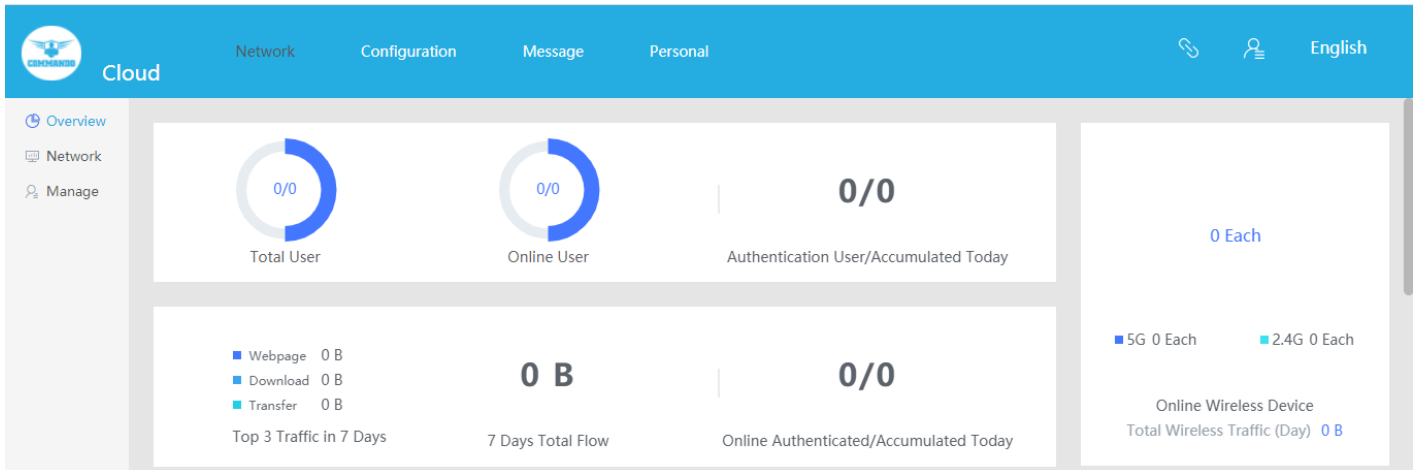 COMMANDO
Cloud
Network
Configuration
Message
Personal
English
Overview
Network
Manage
0/0
Total User
0/0
Online User
0/0
Authentication User/Accumulated Today
0 Each
5G 0 Each
2.4G 0 Each
Online Wireless Device
Total Wireless Traffic (Day) 0 B
Webpage 0 B
Download 0 B
Transfer 0 B
Top 3 Traffic in 7 Days
0 B
7 Days Total Flow
0/0
Online Authenticated/Accumulated Today